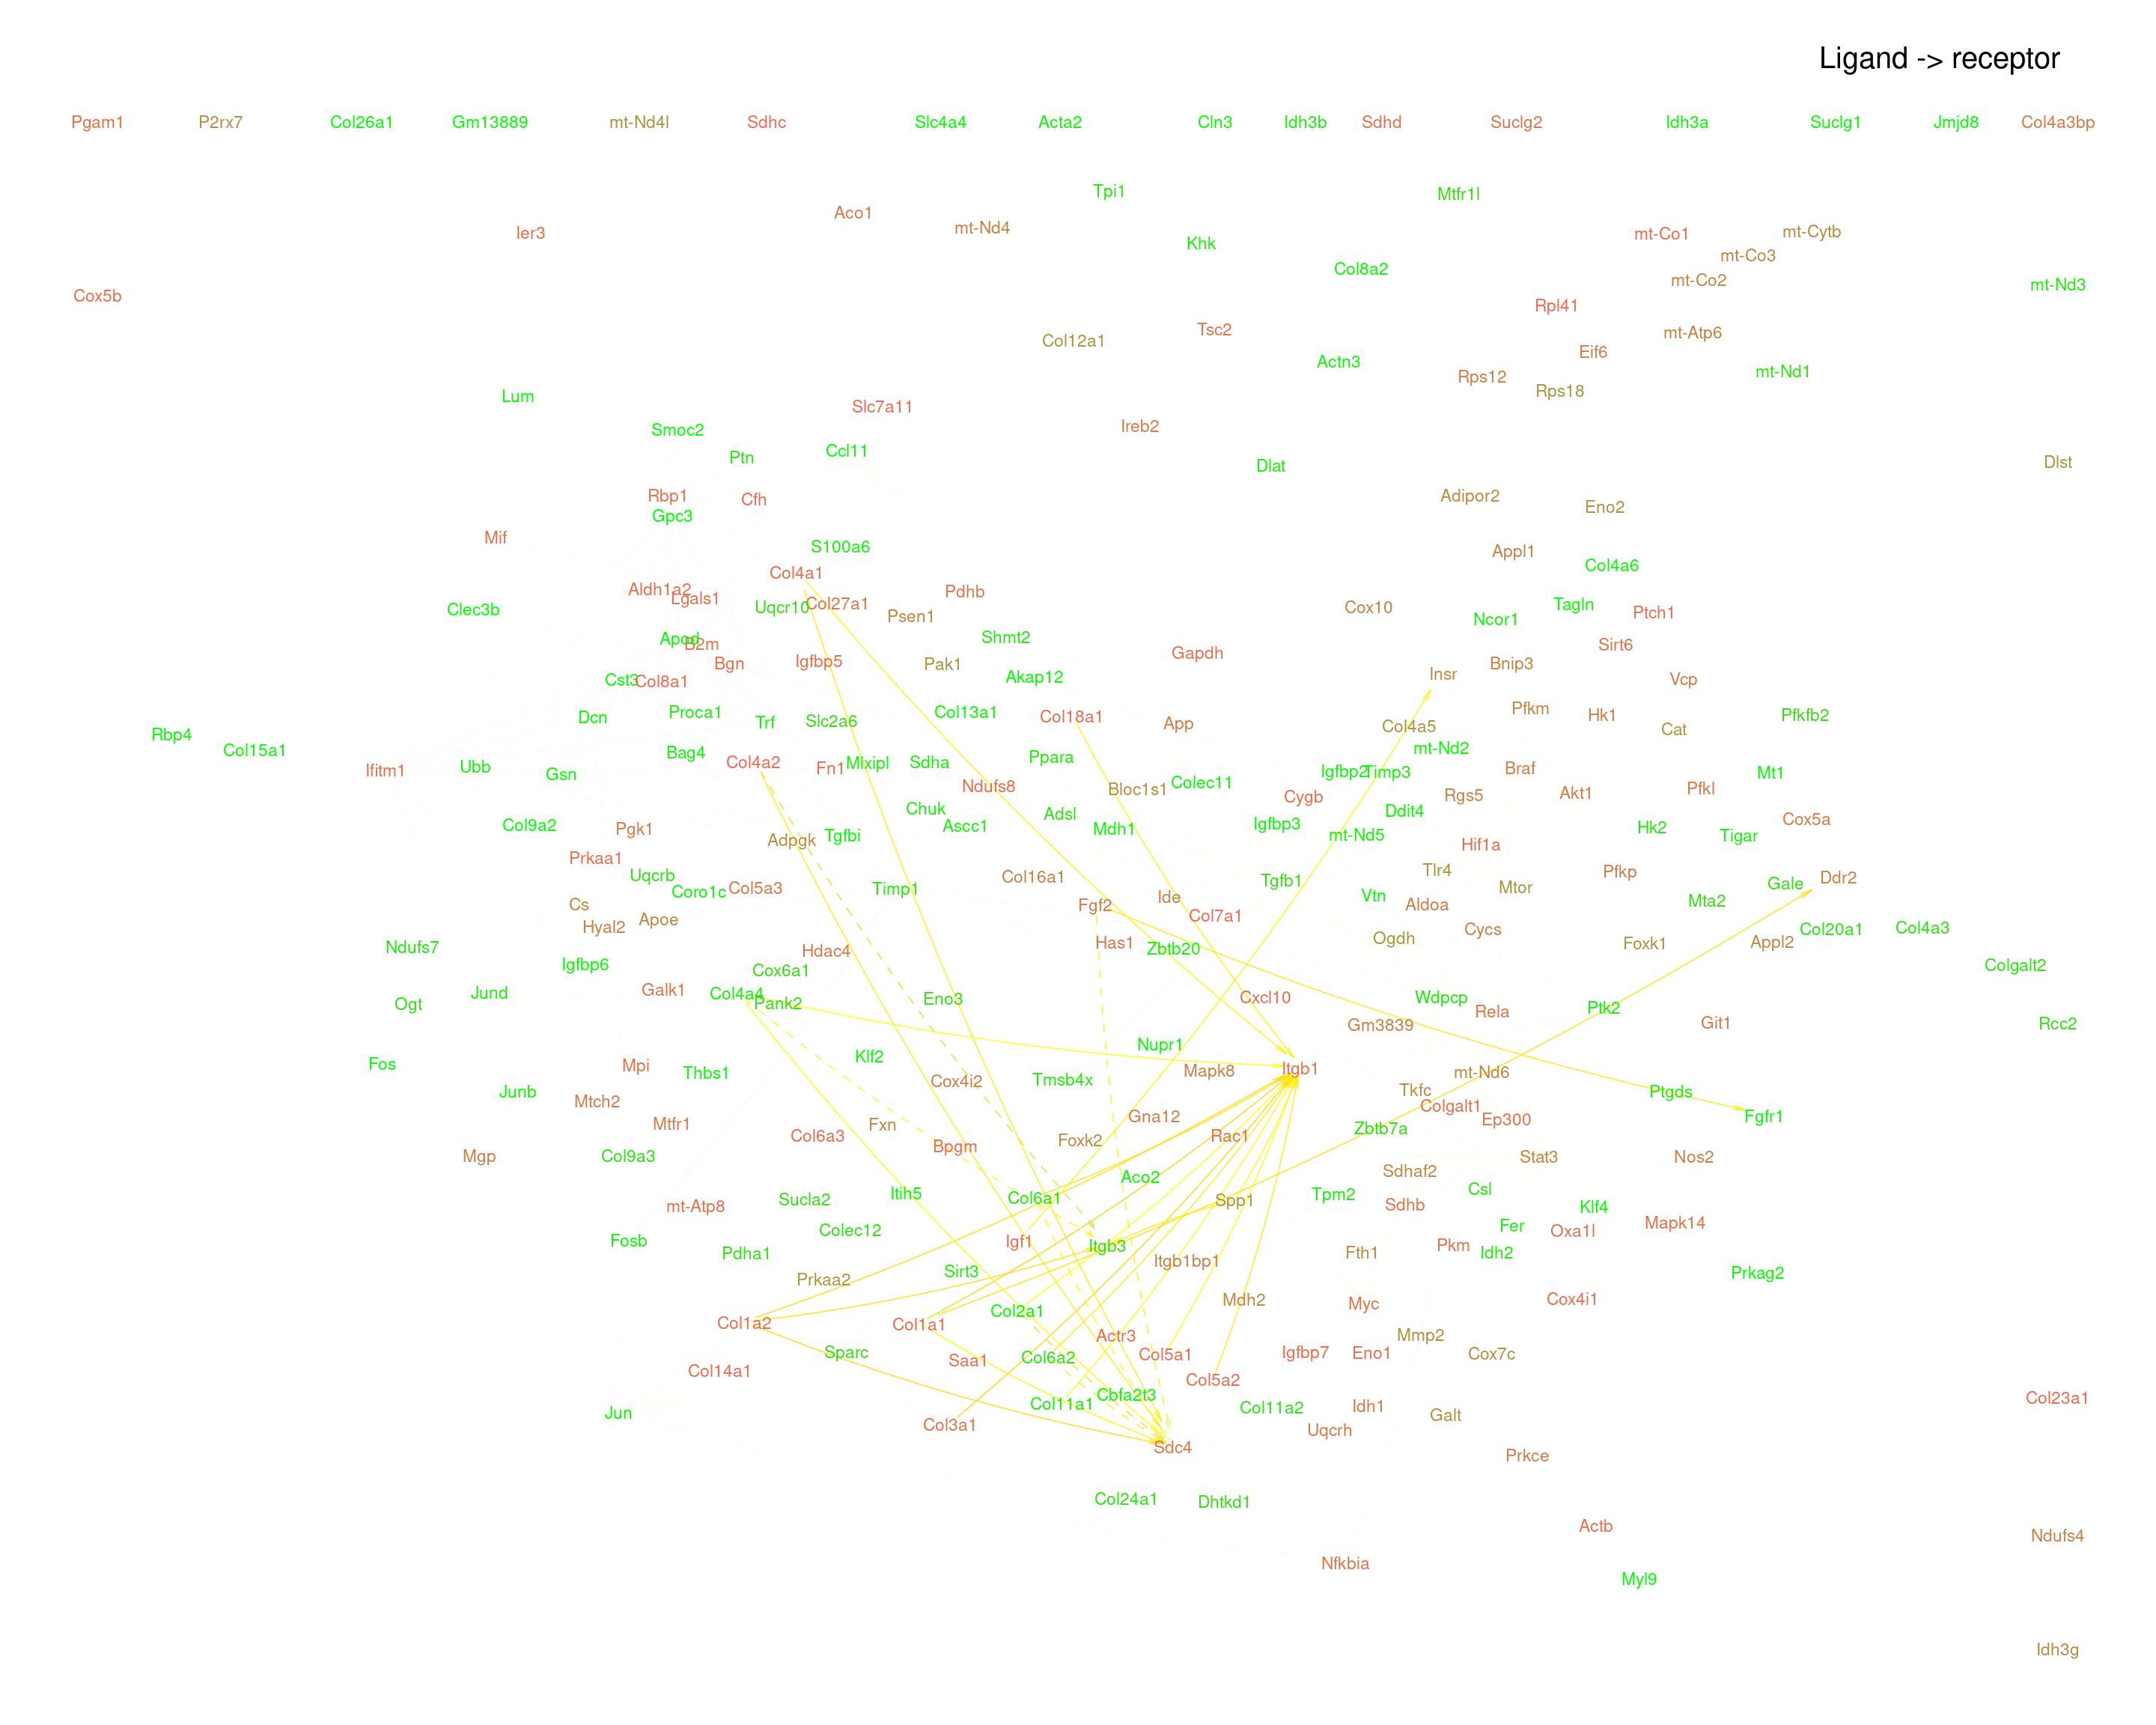 Ligand -> receptor
Pgam1 P2rx7 Col26a1 Gm13889 mt-Nd4l Sdhc Slc4a4 Acta2 Cln3 Idh3b Sdhd Suclg2 Idh3a Suclg1 Jmjd8 Col4a3bp
Tpi1 Mtfr1l
Aco1
Ier3 mt-Nd4 Khk mt-Co1 mt-Cytb
mt-Co3
Col8a2 mt-Co2 mt-Nd3
Cox5b Rpl41
Col12a1 Tsc2 mt-Atp6
Actn3 Eif6 mt-Nd1
Rps12 Rps18
Lum Slc7a11
Smoc2 Ireb2
Ptn Ccl11 Dlat Dlst
Rbp1 Cfh Adipor2 Eno2
Gpc3
Mif S100a6 Appl1
Col4a1 Col4a6
Aldh1a2 Lgals1 Pdhb
Clec3b Uqcr10 Col27a1 Psen1 Cox10 Ncor1 Tagln Ptch1
Apod B2m Shmt2 Gapdh Sirt6
Bgn Igfbp5 Pak1 Bnip3
Cst3 Col8a1 Akap12 Insr Vcp
Dcn Proca1 Trf Slc2a6 Col13a1 Col18a1 App Col4a5 Pfkm Hk1 Cat Pfkfb2
Rbp4 Col15a1 Bag4 mt-Nd2
Ifitm1 Ubb Gsn Col4a2 Fn1 Mlxipl Sdha Ppara Igfbp2 Timp3 Braf Mt1
Ndufs8 Bloc1s1 Colec11 Cygb Rgs5 Akt1 Pfkl
Col9a2 Pgk1 Adpgk Tgfbi Chuk Ascc1 Adsl Mdh1 Igfbp3 mt-Nd5 Ddit4 Hk2 Tigar Cox5a
Prkaa1 Hif1a
Uqcrb Coro1c Col5a3 Timp1 Col16a1 Tgfb1 Tlr4 Mtor Pfkp Gale Ddr2
Cs Hyal2 Apoe Fgf2 Ide Col7a1 Vtn Aldoa Mta2
Ndufs7 Hdac4 Has1 Zbtb20 Ogdh Cycs Foxk1 Appl2 Col20a1 Col4a3
Igfbp6 Cox6a1 Colgalt2
Ogt Jund Galk1 Col4a4 Pank2 Eno3 Cxcl10 Wdpcp Rela Ptk2
Gm3839 Git1 Rcc2
Fos Mpi Thbs1 Klf2 Cox4i2 Tmsb4x Nupr1 Mapk8 Itgb1 mt-Nd6
Junb Mtch2 Tkfc Colgalt1 Ptgds
Mtfr1 Col6a3 Fxn Bpgm Foxk2 Gna12 Rac1 Zbtb7a Ep300 Fgfr1
Mgp Col9a3 Aco2 Sdhaf2 Stat3 Nos2
mt-Atp8 Sucla2 Itih5 Col6a1 Spp1 Tpm2 Sdhb Csl Klf4
Fosb Pdha1 Colec12 Igf1 Itgb3 Pkm Fer Idh2 Oxa1l Mapk14
Prkaa2 Sirt3 Itgb1bp1 Fth1 Prkag2
Col1a2 Col1a1 Col2a1 Actr3 Mdh2 Myc Mmp2 Cox4i1
Col14a1 Sparc Saa1 Col6a2 Col5a1 Col5a2 Igfbp7 Eno1 Cox7c
Jun Col3a1 Col11a1 Cbfa2t3 Col11a2 Idh1 Galt Col23a1
Sdc4 Uqcrh Prkce
Col24a1 Dhtkd1
Actb Ndufs4
Nfkbia Myl9
Idh3g